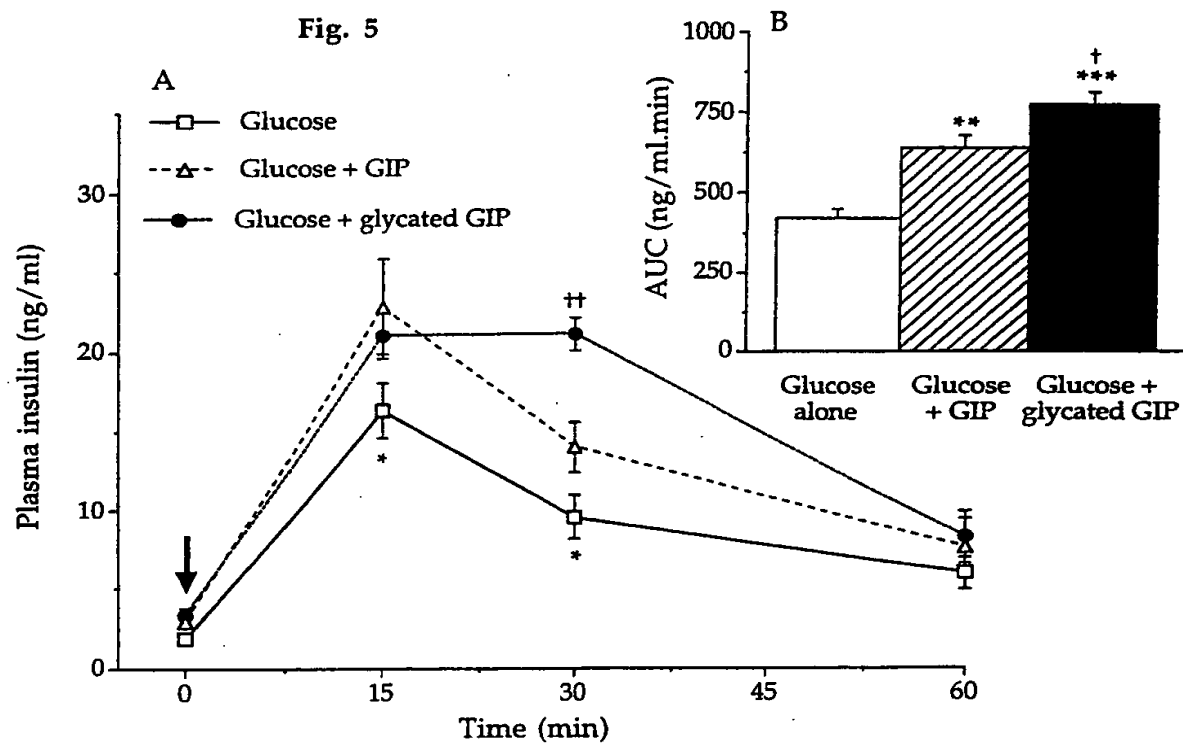 Fig. 5
A
Glucose
Glucose + GIP
Glucose + glycated GIP
Plasma insulin (ng/ml)
30
20
10
0
††
*
*
0
15
30
45
60
Time (min)
B
AUC (ng/ml.min)
1000
750
500
250
0
**
†
***
Glucose
alone
Glucose
+ GIP
Glucose +
glycated GIP